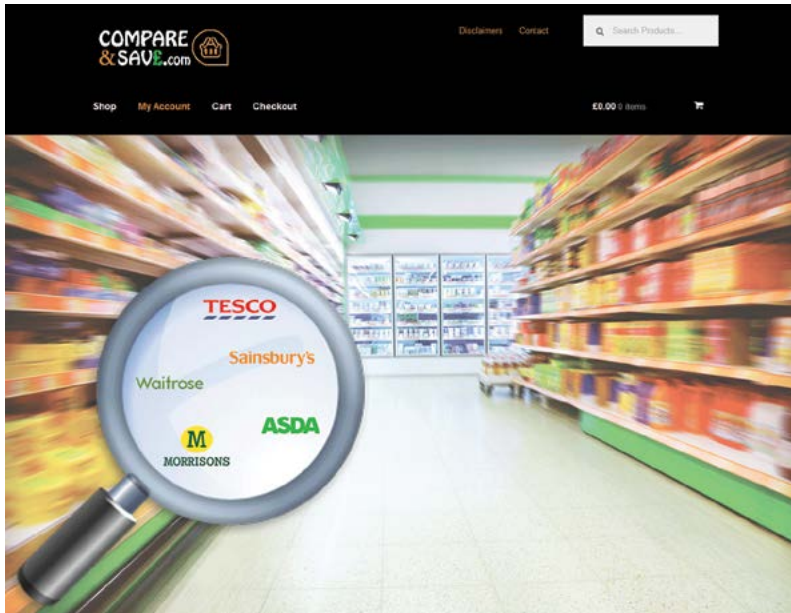 COMPARE
& SAV£.com
Disclaimers Contact
Search Products...
Shop My Account Cart Checkout
£0.00 0 items
TESCO
Sainsbury's
Waitrose
ASDA
M
MORRISONS